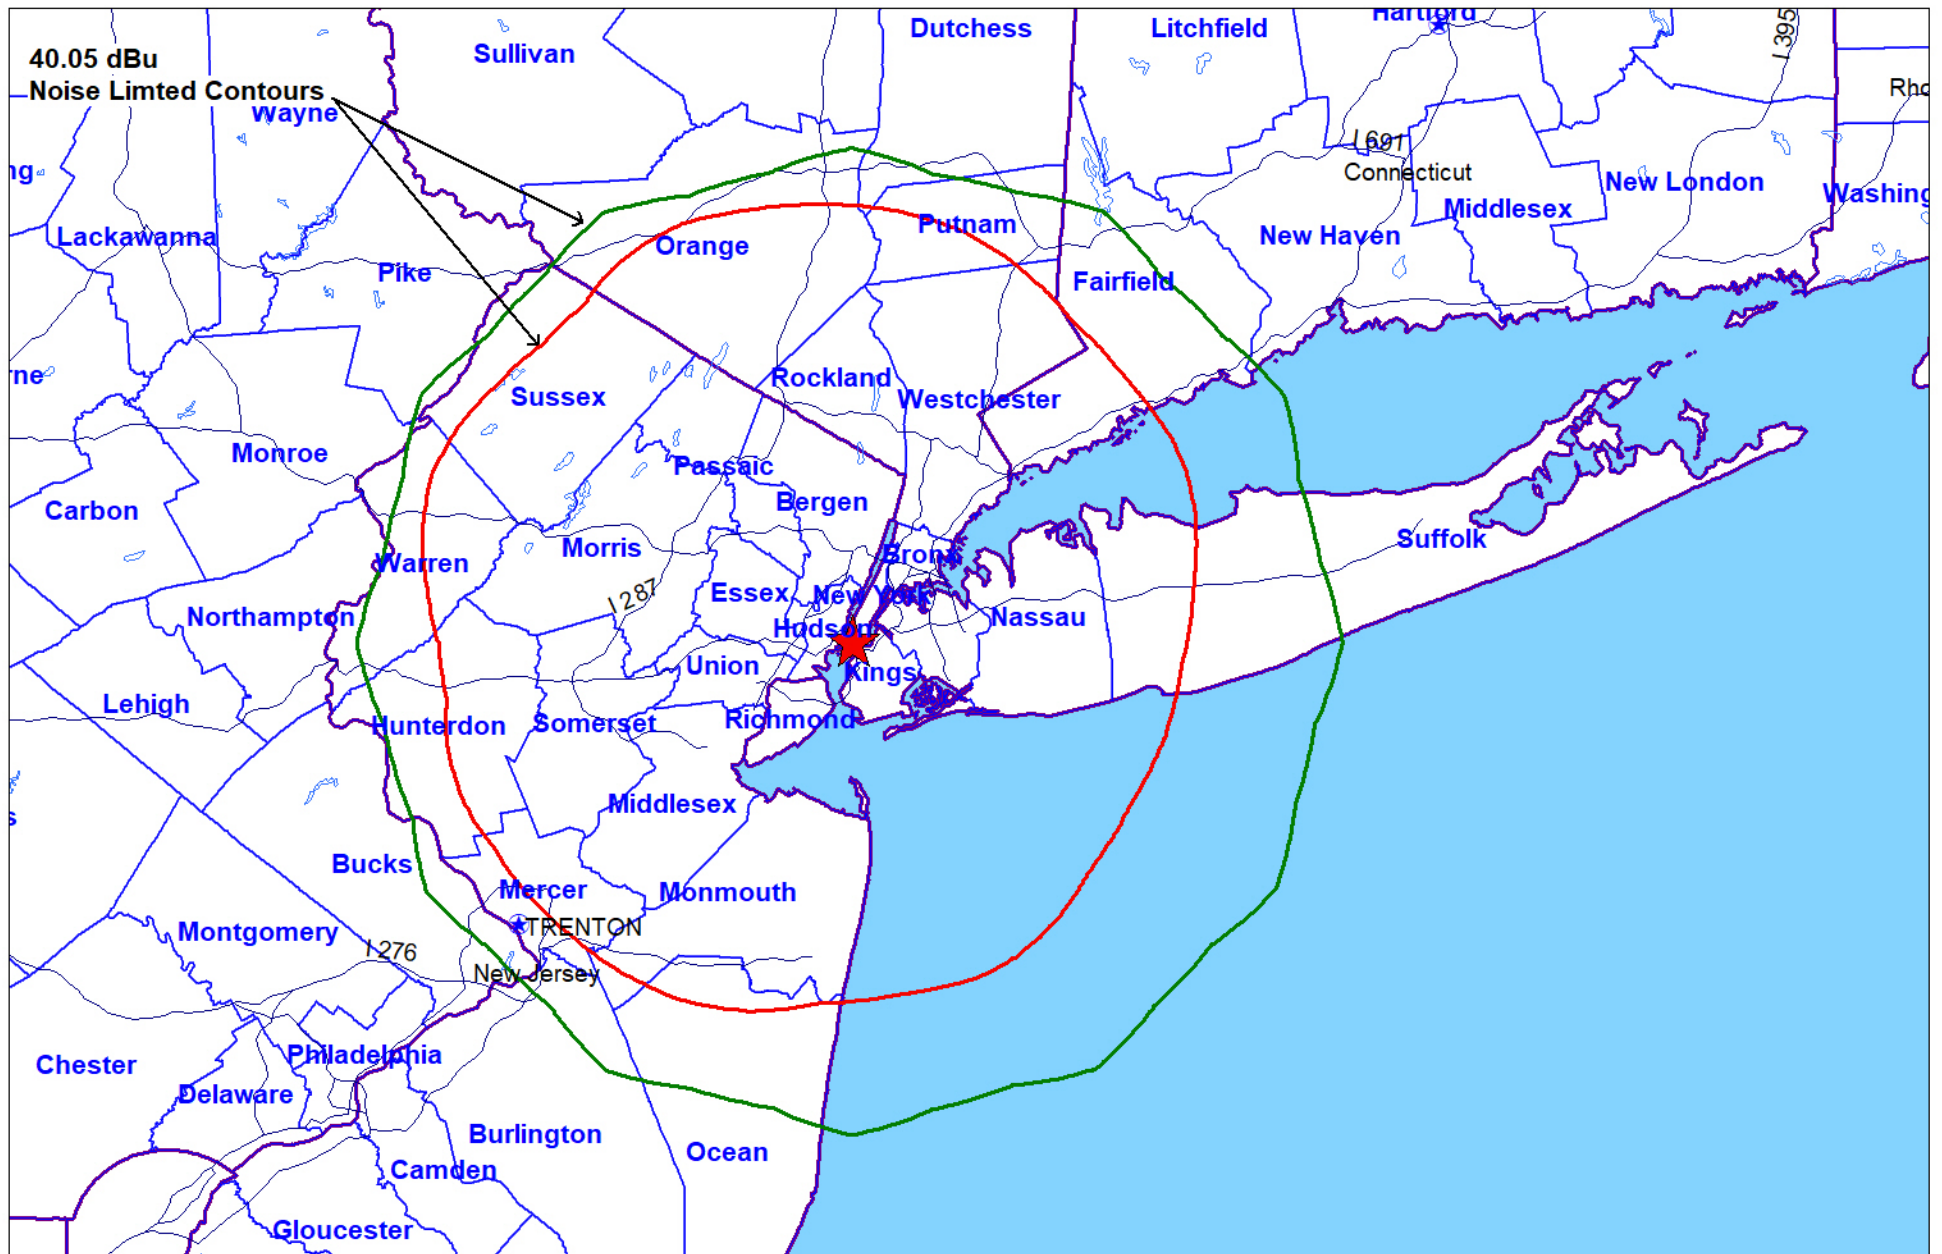 40.05 dBu
Noise Limted Contours
Sullivan
Dutchess
Litchfield
Hartford
I 395
Wayne
Rho
ng
I 691
Connecticut
New London
Washing
Middlesex
Lackawanna
Pike
Orange
Putnam
New Haven
Fairfield
rne
Sussex
Rockland
Westchester
Monroe
Passaic
Bergen
Carbon
Suffolk
Morris
Bronx
Warren
Essex
New York
I 287
Northampton
Hudson
Nassau
Union
Kings
Lehigh
Hunterdon
Somerset
Richmond
Middlesex
s
Bucks
Mercer
Monmouth
TRENTON
Montgomery
I 276
New Jersey
Philadelphia
Chester
Delaware
Burlington
Ocean
Camden
Gloucester